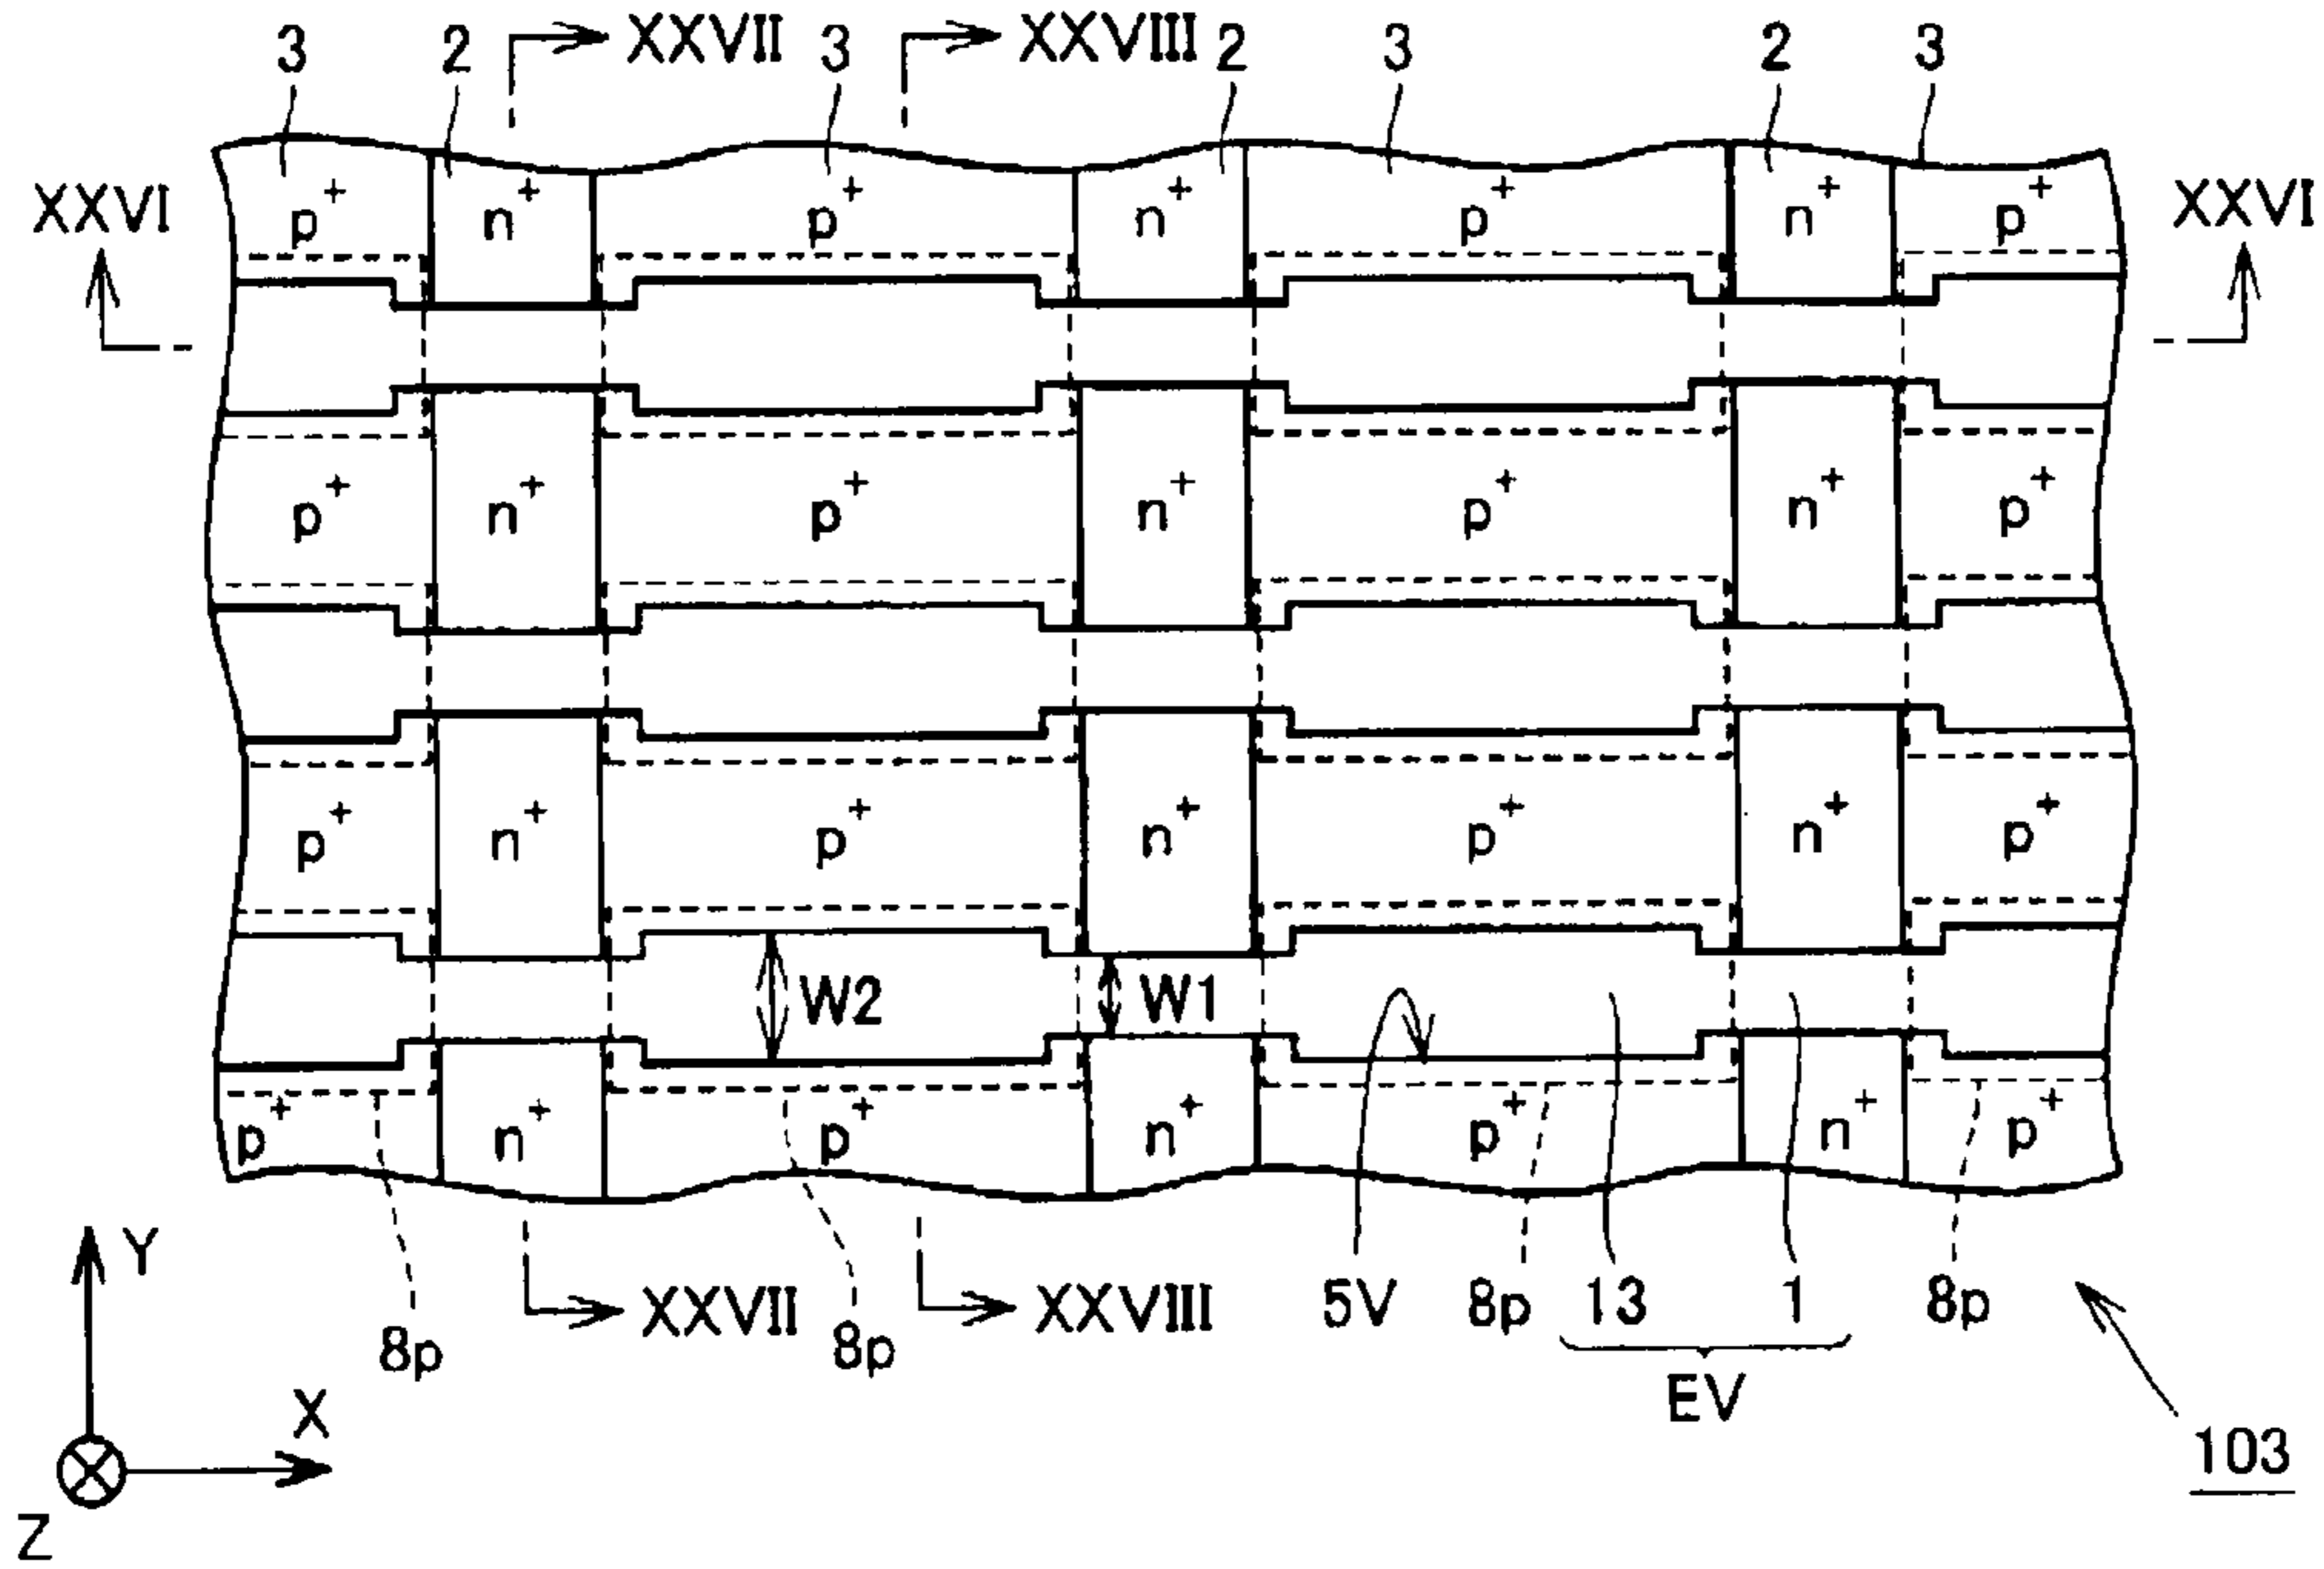 3 2 XXVII 3 XXVIII 2 3 2 3
XXVI p+ n+ p+ n+ p+ n+ p+ XXVI
p+ n+ p+ n+ p+ n+ p+
p+ n+ p+ n+ p+ n+ p+
W2 W1
p+ n+ p+ n+ p+ n+ p+
Y XXVII XXVIII 5V 8p 13 1 8p
8p 8p
X EV
103
Z